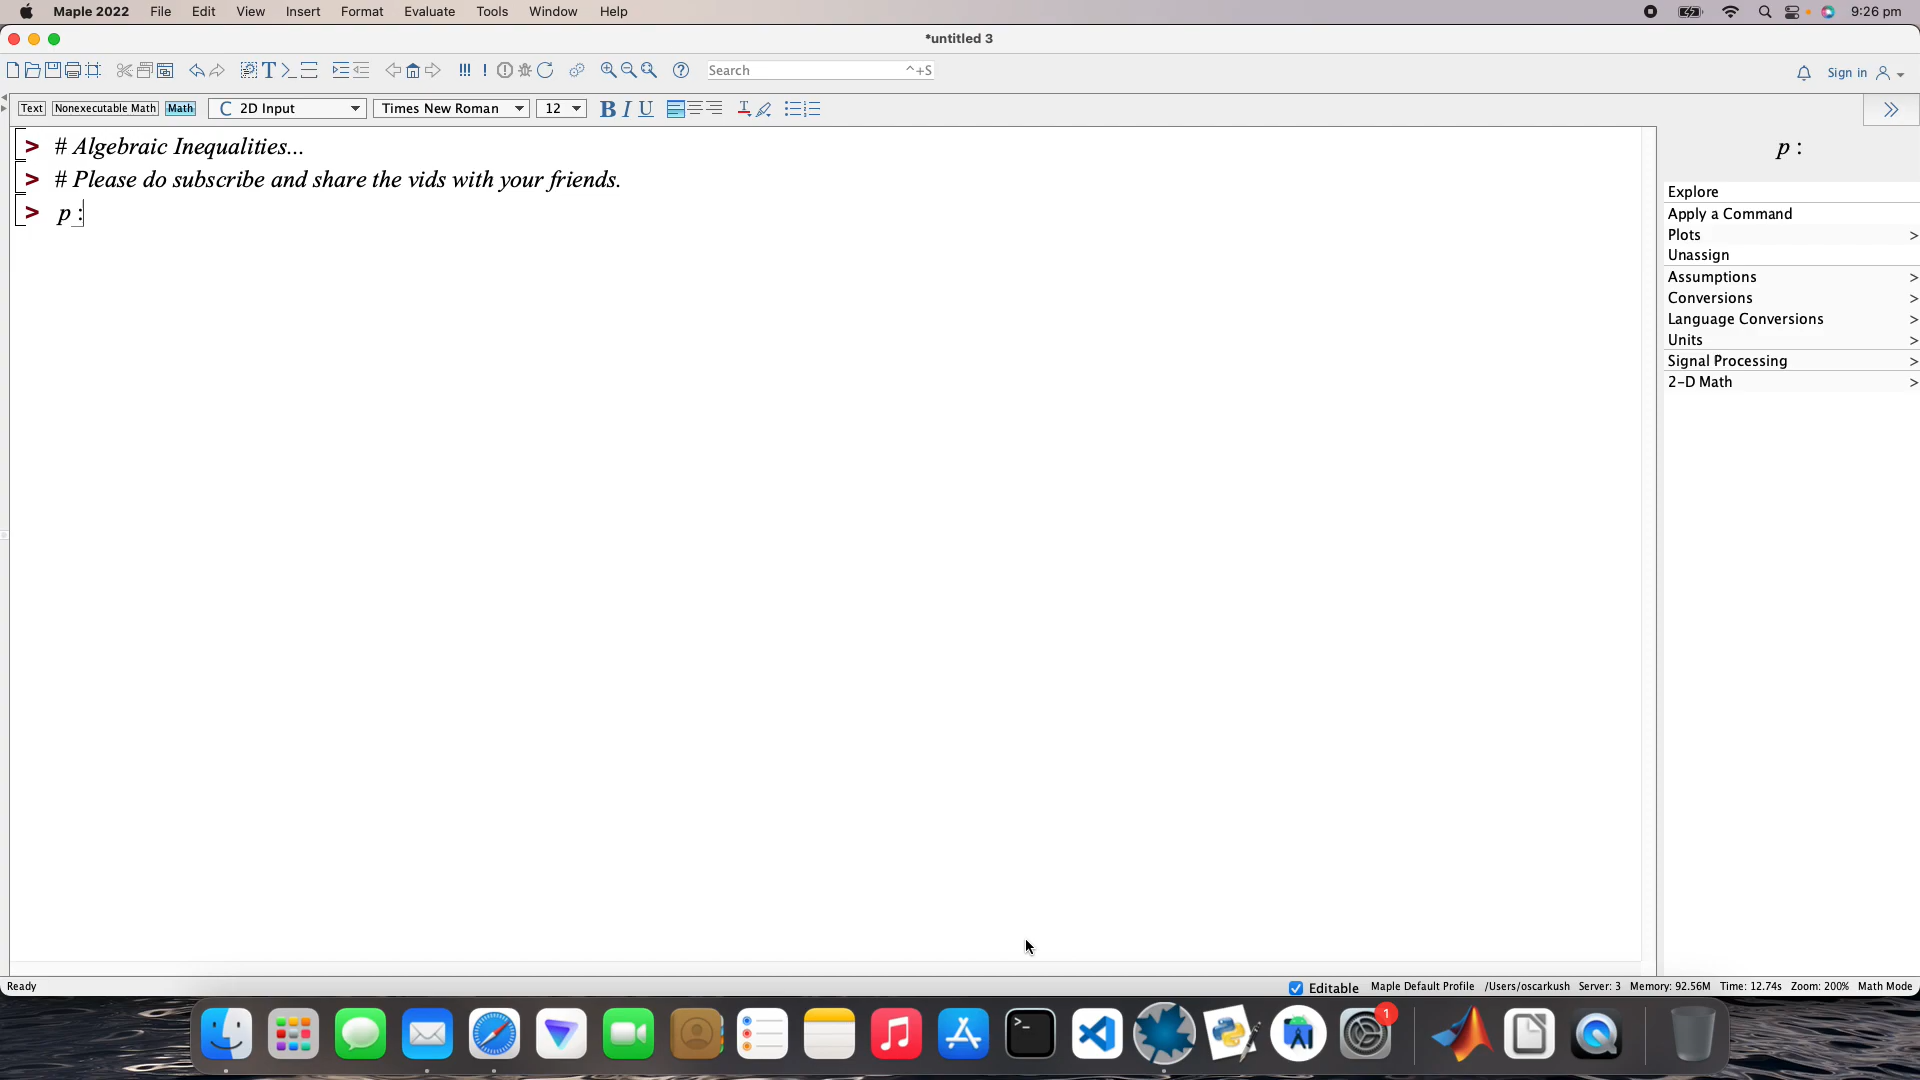 Maple 2022 File Edit View Insert Format Evaluate Tools Window Help 9:26 pm
*untitled 3
Search ^+S Sign in
Text Nonexecutable Math Math C 2D Input Times New Roman 12 B I U
> # Algebraic Inequalities...
> # Please do subscribe and share the vids with your friends.
> p :
p :
Explore
Apply a Command
Plots >
Unassign
Assumptions >
Conversions >
Language Conversions >
Units >
Signal Processing >
2-D Math >
Ready Editable Maple Default Profile /Users/oscarkush Server: 3 Memory: 92.56M Time: 12.74s Zoom: 200% Math Mode
1